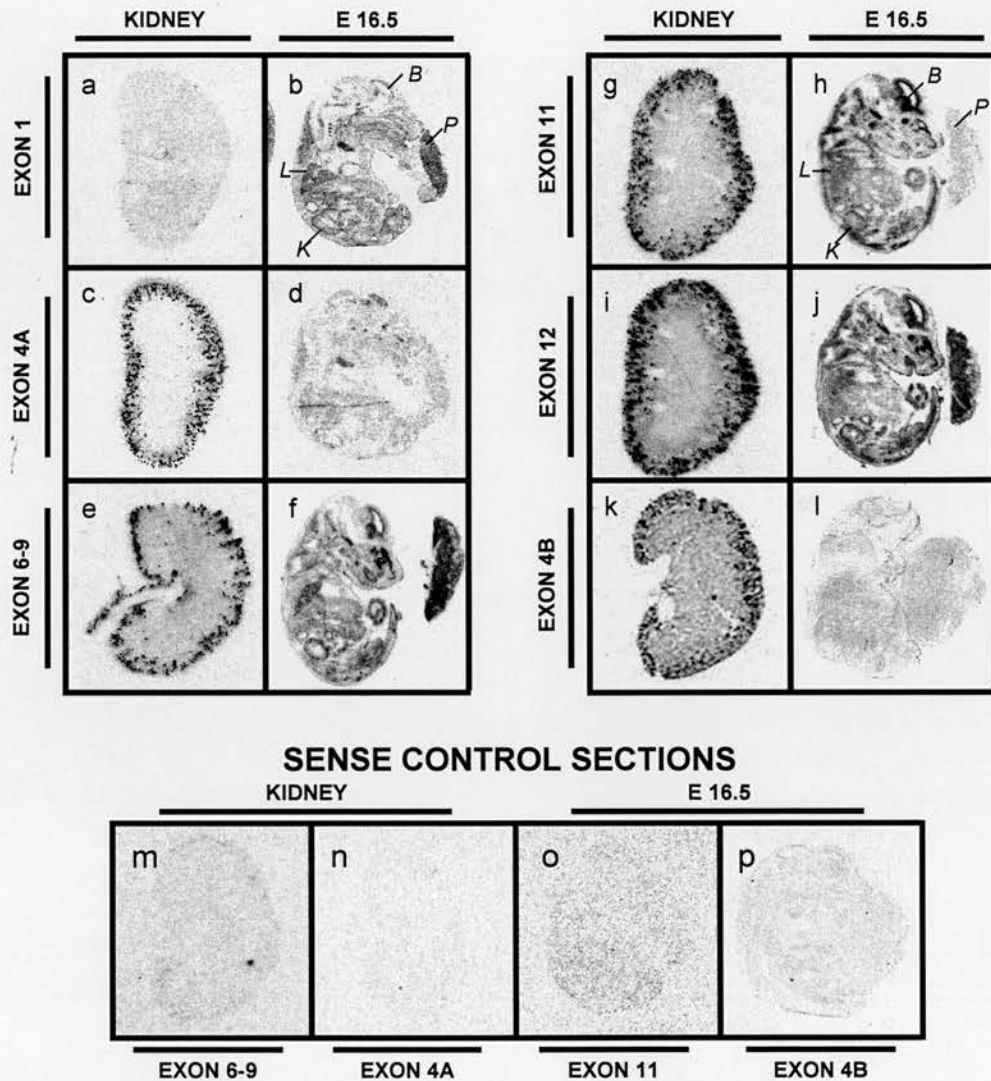 KIDNEY E 16.5 KIDNEY E 16.5
EXON 1
a
b
B
P
L
K
EXON 11
g
h
B
P
L
K
EXON 4A
c
d
EXON 12
i
j
EXON 6-9
e
f
EXON 4B
k
l
SENSE CONTROL SECTIONS
KIDNEY E 16.5
m n o p
EXON 6-9 EXON 4A EXON 11 EXON 4B